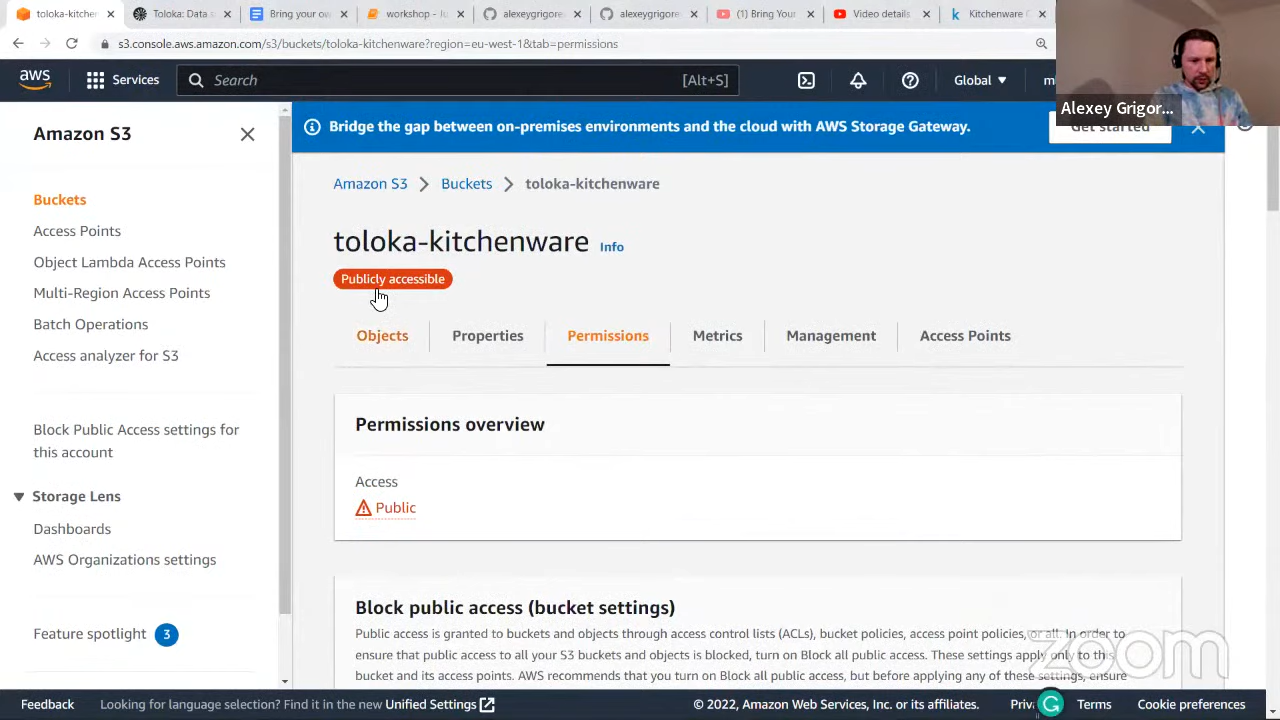 toloka-kitchen
Toloka: Data
Bring your o
workshop -
alexeygrigore
alexeygrigore
(1) Bring Your
Video details
Kitchenware
s3.console.aws.amazon.com/s3/buckets/toloka-kitchenware?region=eu-west-1&tab=permissions
aws
Services
Search
[Alt+S]
Global
Alexey Grigor...
Amazon S3
Bridge the gap between on-premises environments and the cloud with AWS Storage Gateway.
Get started
Buckets
Access Points
Object Lambda Access Points
Multi-Region Access Points
Batch Operations
Access analyzer for S3
Block Public Access settings for
this account
Storage Lens
Dashboards
AWS Organizations settings
Feature spotlight 3
Amazon S3 > Buckets > toloka-kitchenware
toloka-kitchenware Info
Publicly accessible
Objects
Properties
Permissions
Metrics
Management
Access Points
Permissions overview
Access
Public
Block public access (bucket settings)
Public access is granted to buckets and objects through access control lists (ACLs), bucket policies, access point policies, or all. In order to
ensure that public access to all your S3 buckets and objects is blocked, turn on Block all public access. These settings apply only to this
bucket and its access points. AWS recommends that you turn on Block all public access, but before applying any of these settings, ensure
zoom
Feedback
Looking for language selection? Find it in the new Unified Settings
© 2022, Amazon Web Services, Inc. or its affiliates.
Priv
Terms
Cookie preferences